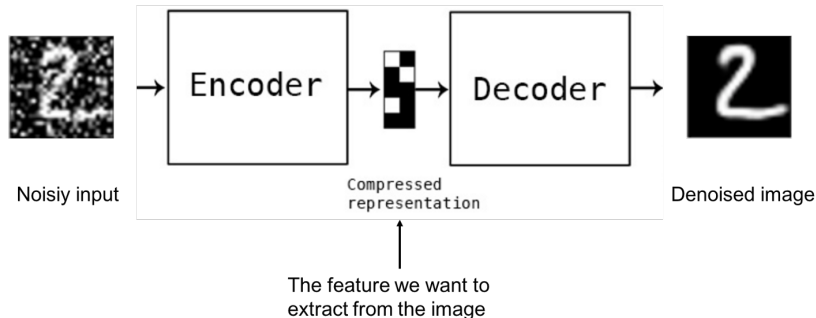 Encoder
Decoder
Noisiy input
Compressed
representation
Denoised image
The feature we want to
extract from the image